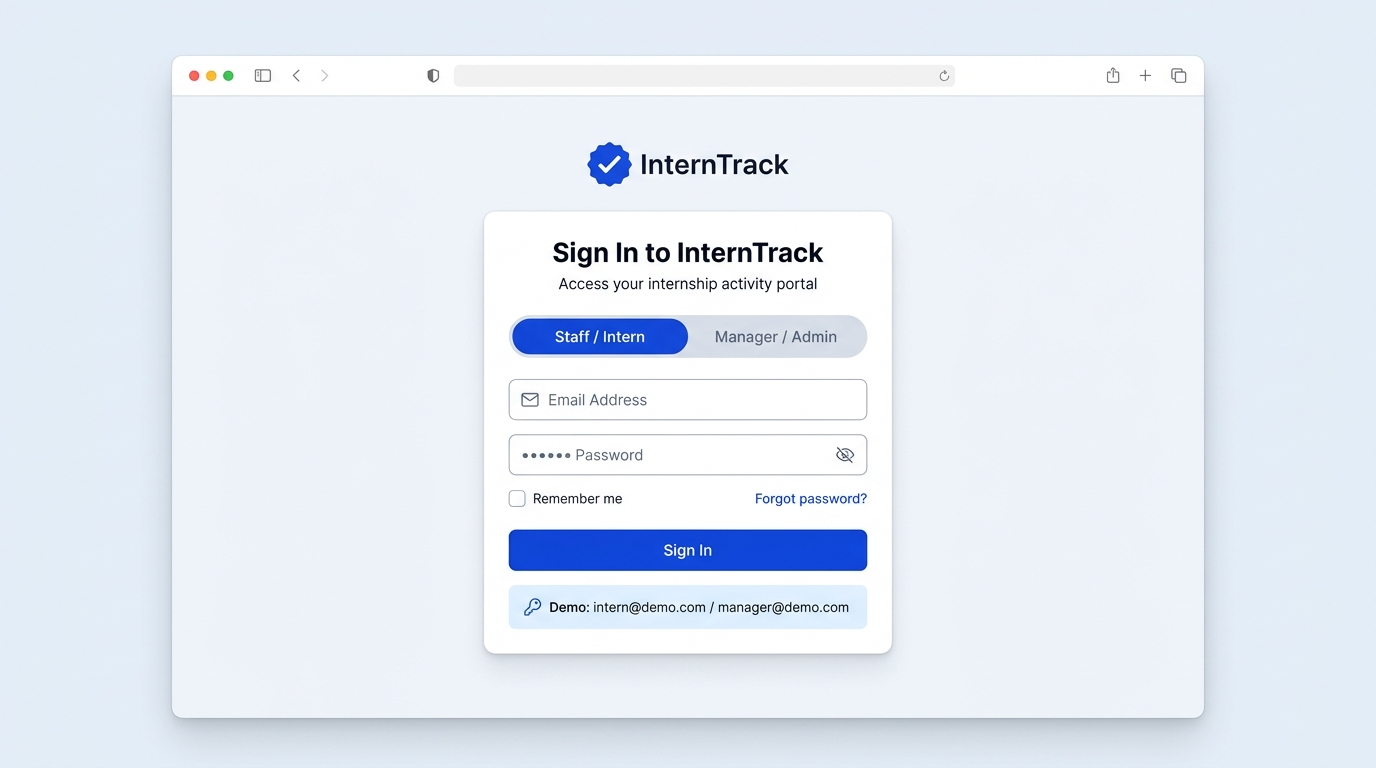 InternTrack
Sign In to InternTrack
Access your internship activity portal
Staff / Intern
Manager / Admin
Email Address
•••••• Password
Remember me
Forgot password?
Sign In
Demo: intern@demo.com / manager@demo.com